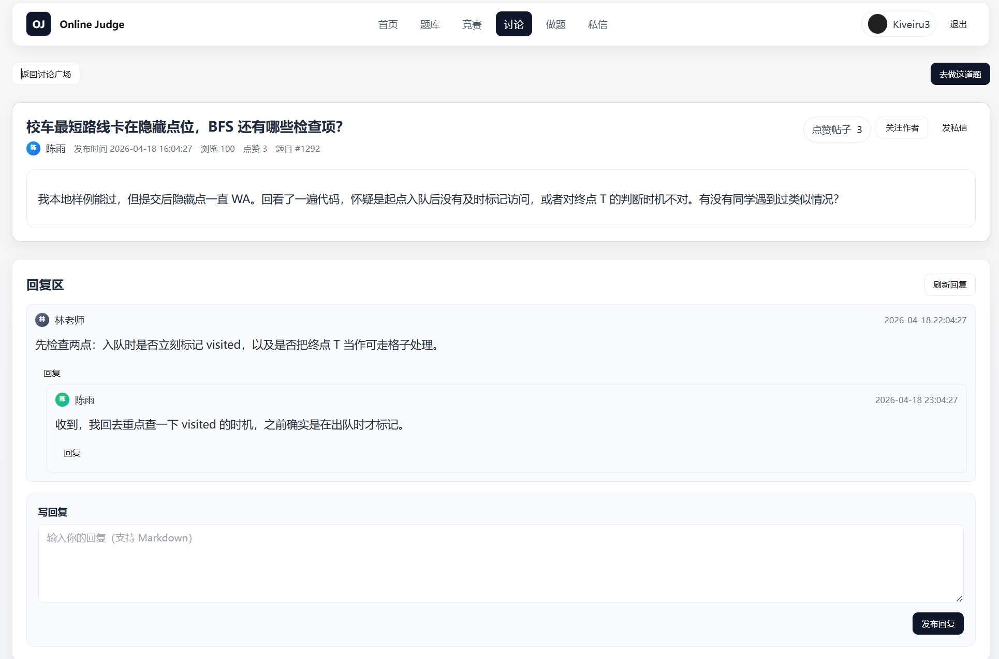 OJ Online Judge 首页 题库 竞赛 讨论 做题 私信 Kiveiru3 退出
返回讨论广场 去做这道题
校车最短路线卡在隐藏点位，BFS 还有哪些检查项？ 点赞帖子 3 关注作者 发私信
陈 陈雨 发布时间 2026-04-18 16:04:27 浏览 100 点赞 3 题目 #1292
我本地样例能过，但提交后隐藏点一直 WA。回看了一遍代码，怀疑是起点入队后没有及时标记访问，或者对终点 T 的判断时机不对。有没有同学遇到过类似情况？
回复区 刷新回复
林 林老师 2026-04-18 22:04:27
先检查两点：入队时是否立刻标记 visited，以及是否把终点 T 当作可走格子处理。
回复
陈 陈雨 2026-04-18 23:04:27
收到，我回去重点查一下 visited 的时机，之前确实是在出队时才标记。
回复
写回复
输入你的回复（支持 Markdown）
发布回复